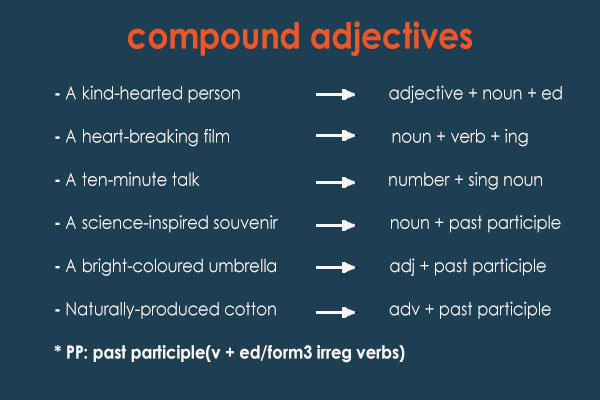 compound adjectives
- A kind-hearted person → adjective + noun + ed
- A heart-breaking film → noun + verb + ing
- A ten-minute talk → number + sing noun
- A science-inspired souvenir → noun + past participle
- A bright-coloured umbrella → adj + past participle
- Naturally-produced cotton → adv + past participle
* PP: past participle(v + ed/form3 irreg verbs)